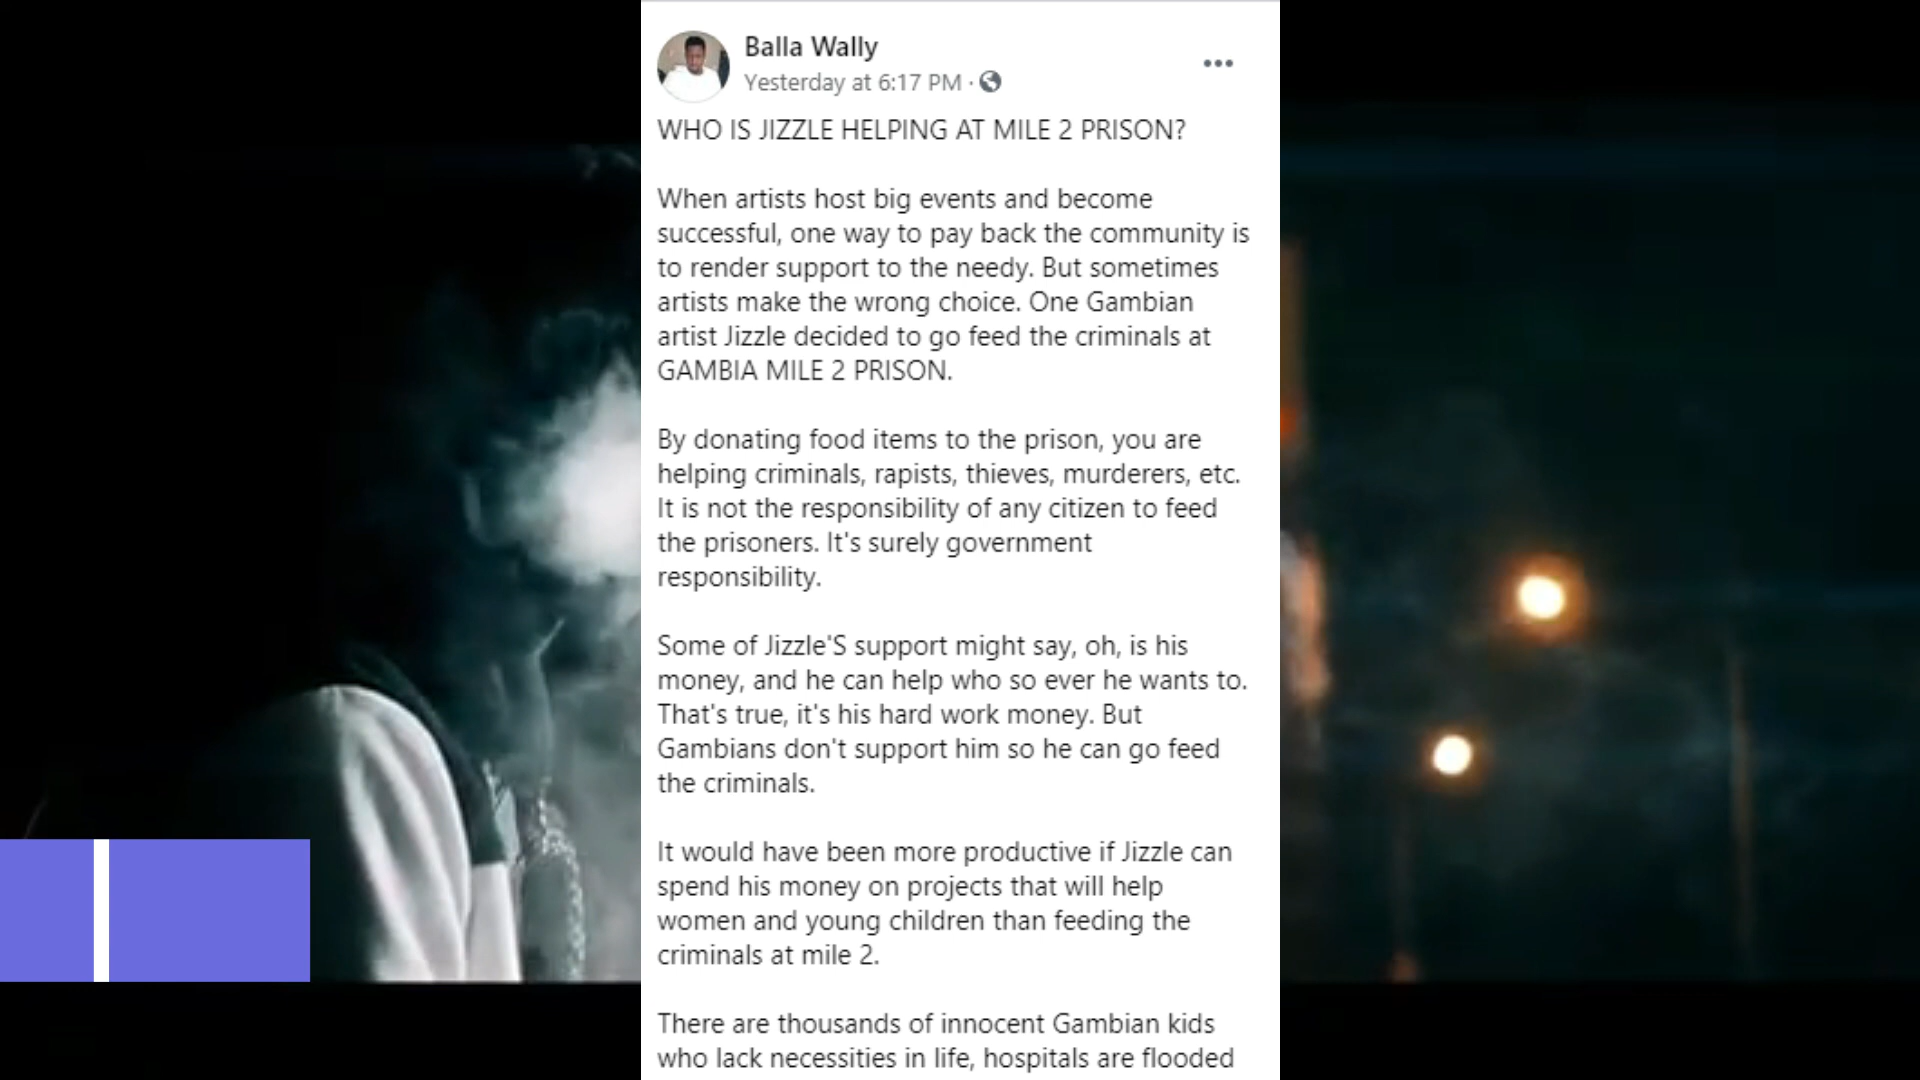 Balla Wally
Yesterday at 6:17 PM ·
WHO IS JIZZLE HELPING AT MILE 2 PRISON?
When artists host big events and become
successful, one way to pay back the community is
to render support to the needy. But sometimes
artists make the wrong choice. One Gambian
artist Jizzle decided to go feed the criminals at
GAMBIA MILE 2 PRISON.
By donating food items to the prison, you are
helping criminals, rapists, thieves, murderers, etc.
It is not the responsibility of any citizen to feed
the prisoners. It's surely government
responsibility.
Some of Jizzle'S support might say, oh, is his
money, and he can help who so ever he wants to.
That's true, it's his hard work money. But
Gambians don't support him so he can go feed
the criminals.
It would have been more productive if Jizzle can
spend his money on projects that will help
women and young children than feeding the
criminals at mile 2.
There are thousands of innocent Gambian kids
who lack necessities in life, hospitals are flooded